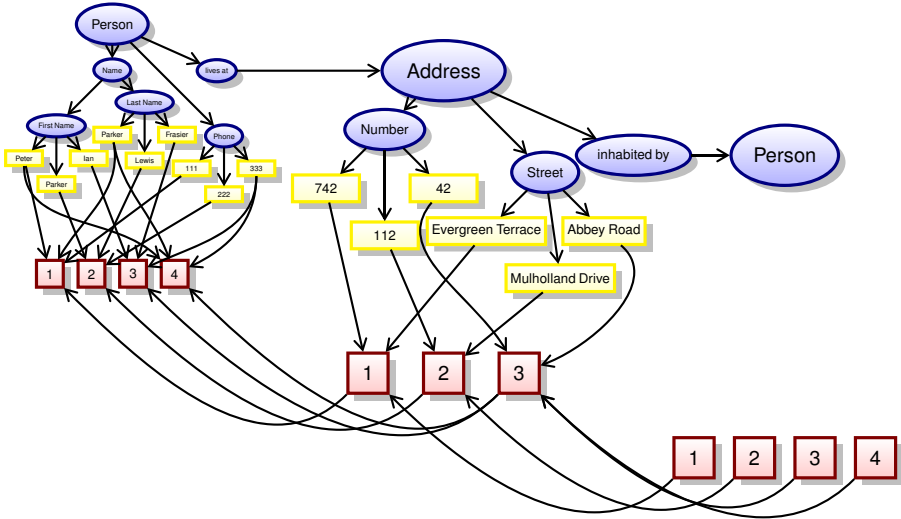 Person
Name
lives at
Address
Last Name
First Name
Parker
Frasier
Phone
Number
Peter
Ian
Lewis
111
333
inhabited by
Person
Street
Parker
222
742
42
112
Evergreen Terrace
Abbey Road
Mulholland Drive
1
2
3
4
1
2
3
1
2
3
4